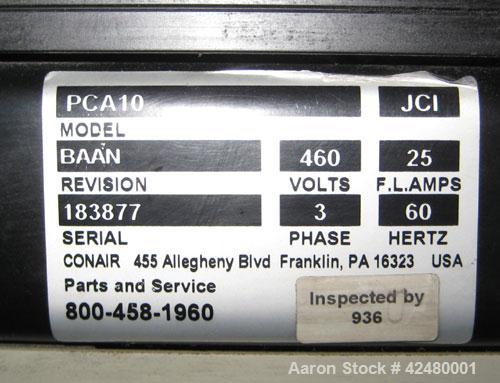 PCA10 JCI
MODEL
BAAN 460 25
REVISION VOLTS F.L.AMPS
183877 3 60
SERIAL PHASE HERTZ
CONAIR 455 Allegheny Blvd Franklin, PA 16323 USA
Parts and Service
800-458-1960
Inspected by
936
Aaron Stock # 42480001